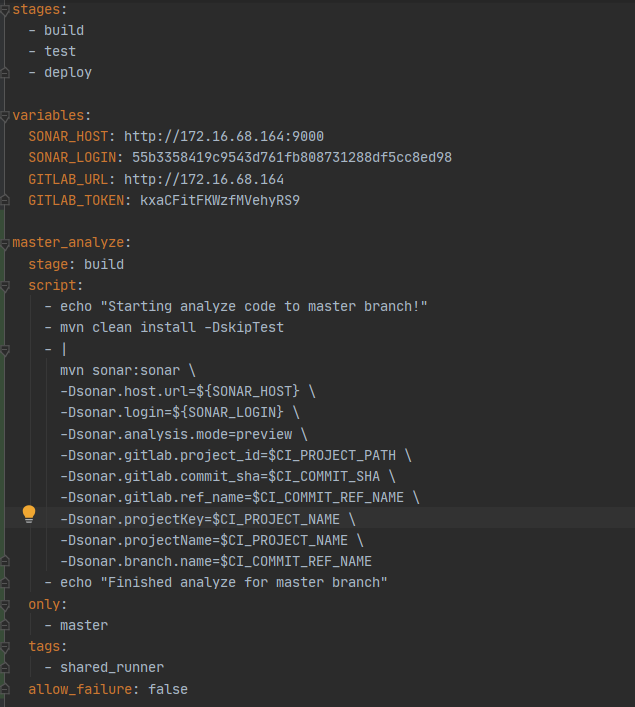 stages:
  - build
  - test
  - deploy

variables:
  SONAR_HOST: http://172.16.68.164:9000
  SONAR_LOGIN: 55b3358419c9543d761fb808731288df5cc8ed98
  GITLAB_URL: http://172.16.68.164
  GITLAB_TOKEN: kxaCFitFKWzfMVehyRS9

master_analyze:
  stage: build
  script:
    - echo "Starting analyze code to master branch!"
    - mvn clean install -DskipTest
    - |
      mvn sonar:sonar \
      -Dsonar.host.url=${SONAR_HOST} \
      -Dsonar.login=${SONAR_LOGIN} \
      -Dsonar.analysis.mode=preview \
      -Dsonar.gitlab.project_id=$CI_PROJECT_PATH \
      -Dsonar.gitlab.commit_sha=$CI_COMMIT_SHA \
      -Dsonar.gitlab.ref_name=$CI_COMMIT_REF_NAME \
      -Dsonar.projectKey=$CI_PROJECT_NAME \
      -Dsonar.projectName=$CI_PROJECT_NAME \
      -Dsonar.branch.name=$CI_COMMIT_REF_NAME
    - echo "Finished analyze for master branch"
  only:
    - master
  tags:
    - shared_runner
  allow_failure: false